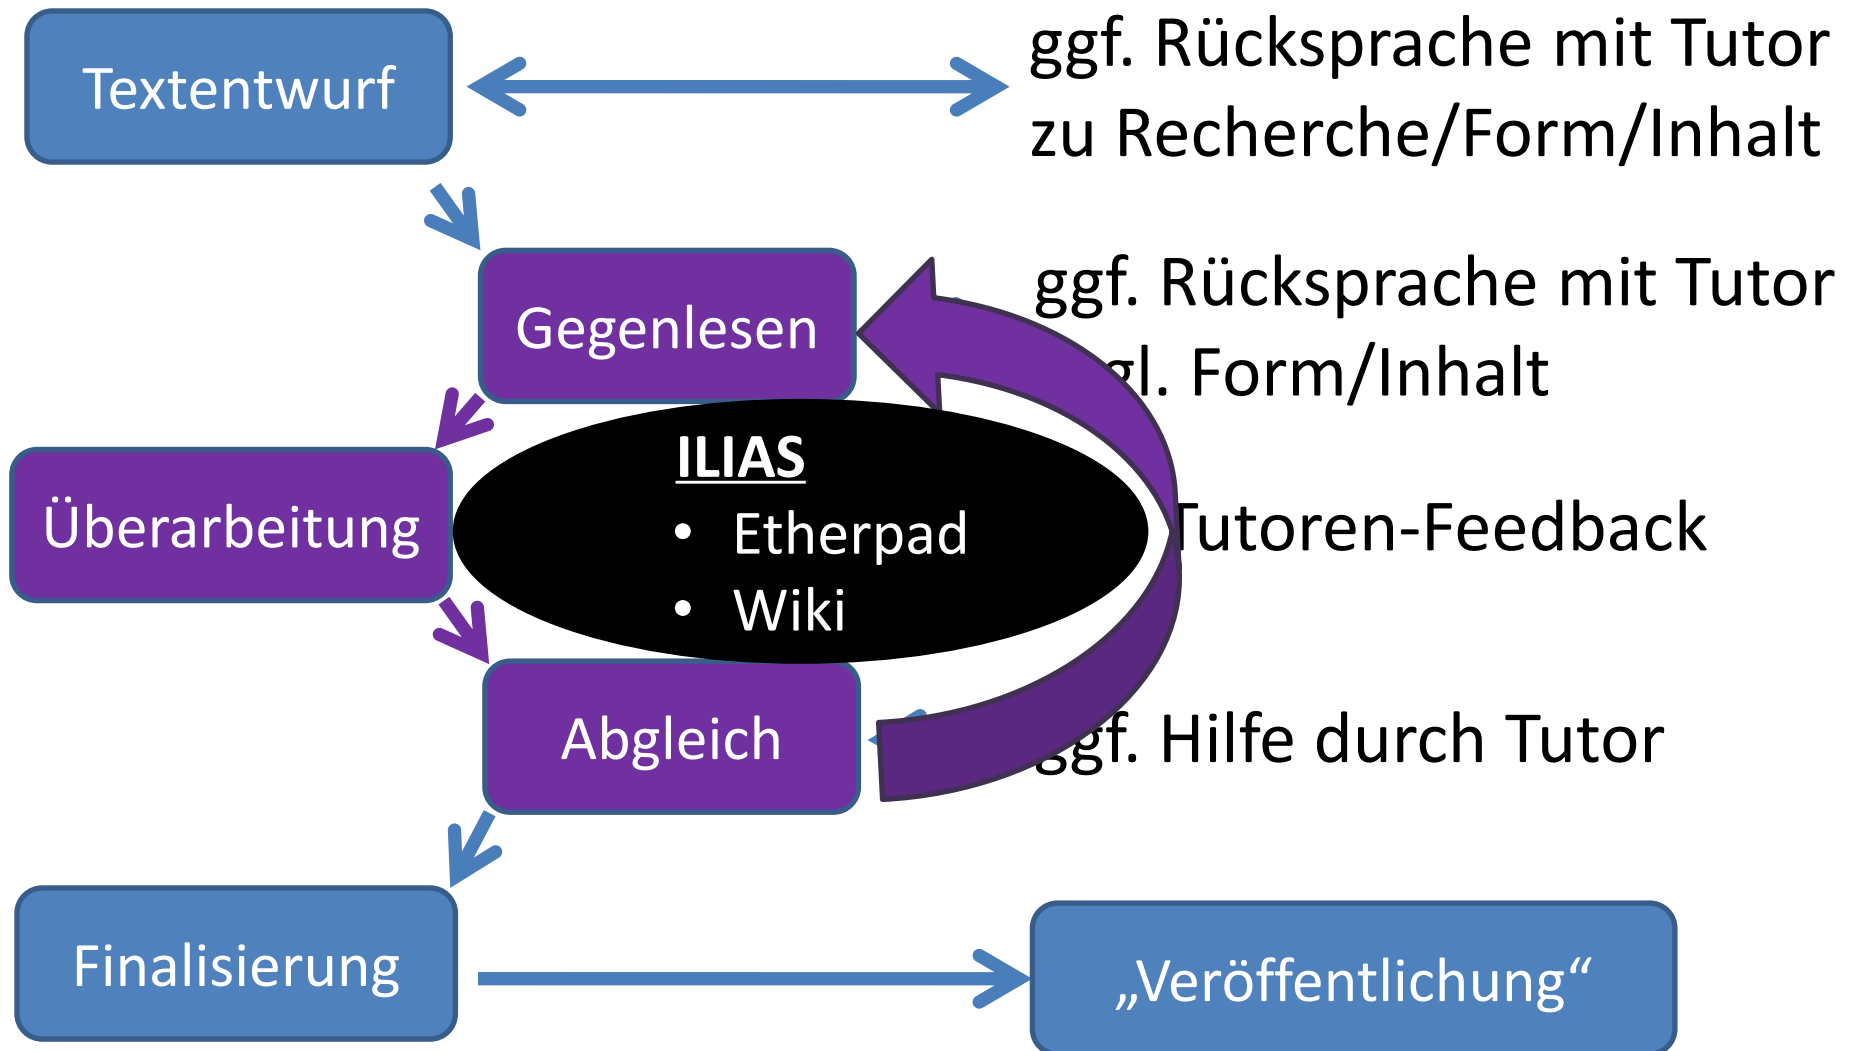 Textentwurf
ggf. Rücksprache mit Tutor
zu Recherche/Form/Inhalt
Gegenlesen
ggf. Rücksprache mit Tutor
Form/Inhalt
ILIAS
• Etherpad
• Wiki
Überarbeitung
Tutoren-Feedback
Abgleich
ggf. Hilfe durch Tutor
Finalisierung
„Veröffentlichung“